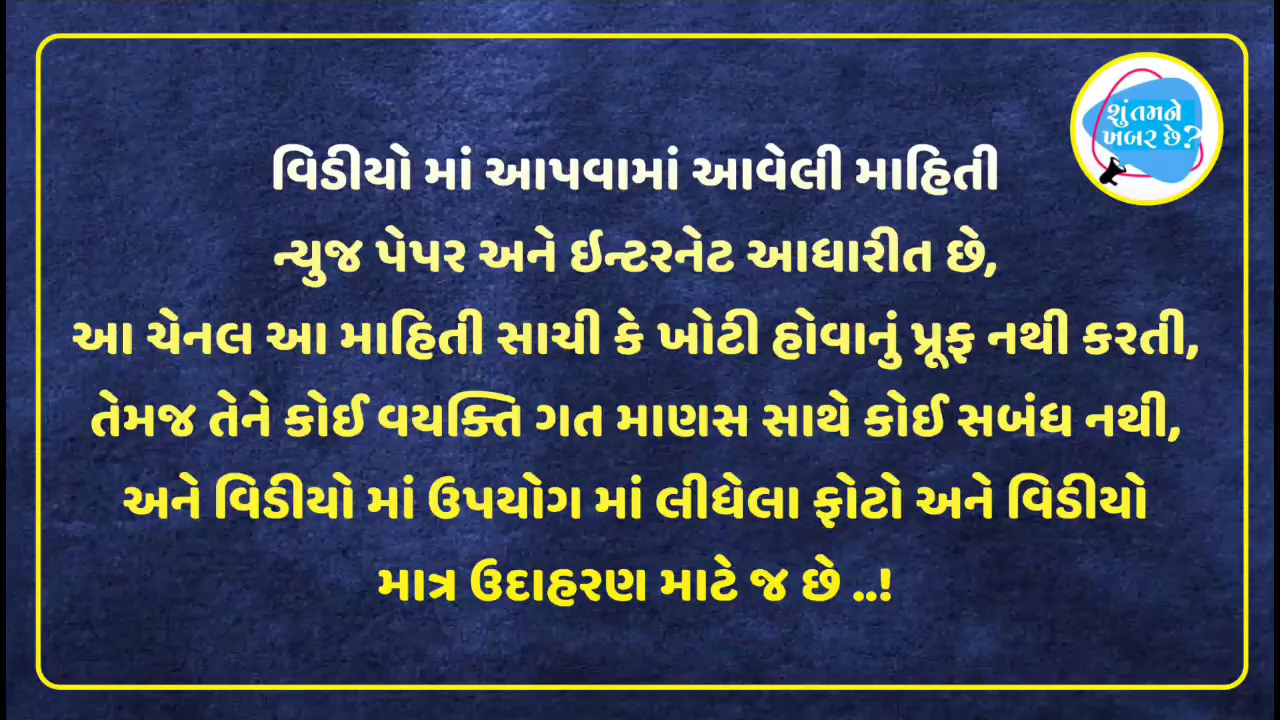 શું તમને
ખબર છે?
વિડીયો માં આપવામાં આવેલી માહિતી
ન્યુજ પેપર અને ઈન્ટરનેટ આધારીત છે,
આ ચેનલ આ માહિતી સાચી કે ખોટી હોવાનું પ્રૂફ નથી કરતી,
તેમજ તેને કોઈ વયક્તિ ગત માણસ સાથે કોઈ સબંધ નથી,
અને વિડીયો માં ઉપયોગ માં લીધેલા ફોટો અને વિડીયો
માત્ર ઉદાહરણ માટે જ છે ..!